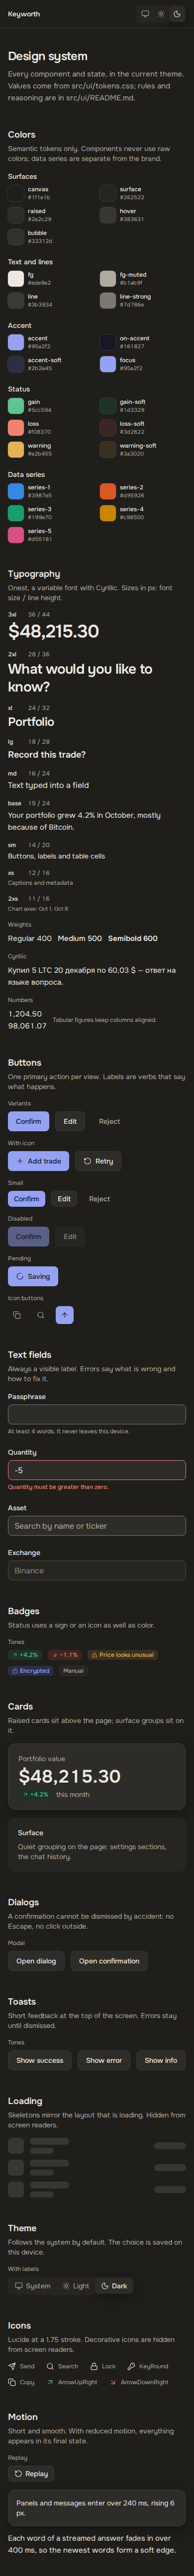 Keyworth
Design system
Every component and state, in the current theme.
Values come from src/ui/tokens.css; rules and
reasoning are in src/ui/README.md.
Colors
Semantic tokens only. Components never use raw
colors; data series are separate from the brand.
Surfaces
canvas
#1f1e1b
surface
#262522
raised
#2e2c29
hover
#383631
bubble
#33312d
Text and lines
fg
#ede9e2
fg-muted
#b1ab9f
line
#3b3934
line-strong
#7d786e
Accent
accent
#95a2f2
on-accent
#161827
accent-soft
#2b2e45
focus
#95a2f2
Status
gain
#5cc594
gain-soft
#1d3329
loss
#f08370
loss-soft
#3d2622
warning
#e2b455
warning-soft
#3a3020
Data series
series-1
#3987e5
series-2
#d95926
series-3
#199e70
series-4
#c98500
series-5
#d55181
Typography
Onest, a variable font with Cyrillic. Sizes in px: font
size / line height.
3xl 36 / 44
$48,215.30
2xl 28 / 36
What would you like to
know?
xl 24 / 32
Portfolio
lg 18 / 28
Record this trade?
md 16 / 24
Text typed into a field
base 15 / 24
Your portfolio grew 4.2% in October, mostly
because of Bitcoin.
sm 14 / 20
Buttons, labels and table cells
xs 12 / 16
Captions and metadata
2xs 11 / 16
Chart axes: Oct 1, Oct 8
Weights
Regular 400 Medium 500 Semibold 600
Cyrillic
Купил 5 LTC 20 декабря по 60,03 $ — ответ на
языке вопроса.
Numbers
1,204.50
98,061.07
Tabular figures keep columns aligned.
Buttons
One primary action per view. Labels are verbs that say
what happens.
Variants
Confirm Edit Reject
With icon
Add trade Retry
Small
Confirm Edit Reject
Disabled
Confirm Edit
Pending
Saving
Icon buttons
Text fields
Always a visible label. Errors say what is wrong and
how to fix it.
Passphrase
At least 4 words. It never leaves this device.
Quantity
-5
Quantity must be greater than zero.
Asset
Search by name or ticker
Exchange
Binance
Badges
Status uses a sign or an icon as well as color.
Tones
+4.2% −1.1% Price looks unusual
Encrypted Manual
Cards
Raised cards sit above the page; surface groups sit on
it.
Portfolio value
$48,215.30
+4.2% this month
Surface
Quiet grouping on the page: settings sections,
the chat history.
Dialogs
A confirmation cannot be dismissed by accident: no
Escape, no click outside.
Modal
Open dialog Open confirmation
Toasts
Short feedback at the top of the screen. Errors stay
until dismissed.
Tones
Show success Show error Show info
Loading
Skeletons mirror the layout that is loading. Hidden from
screen readers.
Theme
Follows the system by default. The choice is saved on
this device.
With labels
System Light Dark
Icons
Lucide at a 1.75 stroke. Decorative icons are hidden
from screen readers.
Send Search Lock KeyRound
Copy ArrowUpRight ArrowDownRight
Motion
Short and smooth. With reduced motion, everything
appears in its final state.
Replay
Replay
Panels and messages enter over 240 ms, rising 6
px.
Each word of a streamed answer fades in over
400 ms, so the newest words form a soft edge.